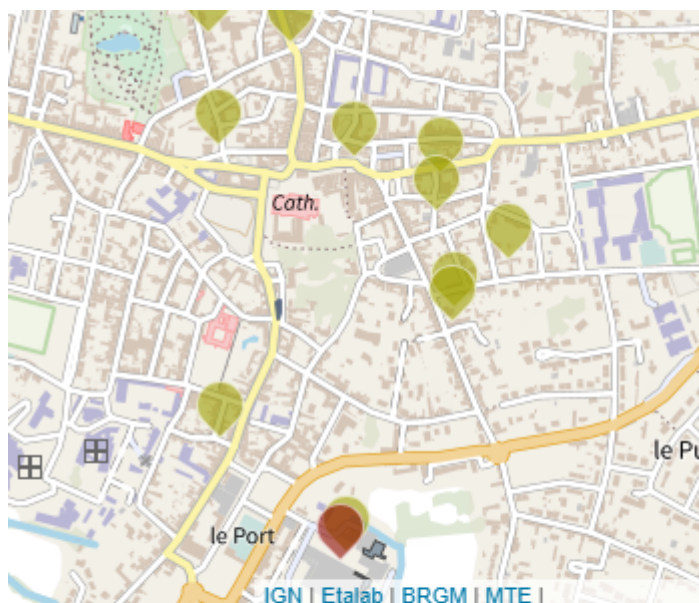 Cath.
le Pu
le Port
IGN | Etalab | BRGM | MTE |